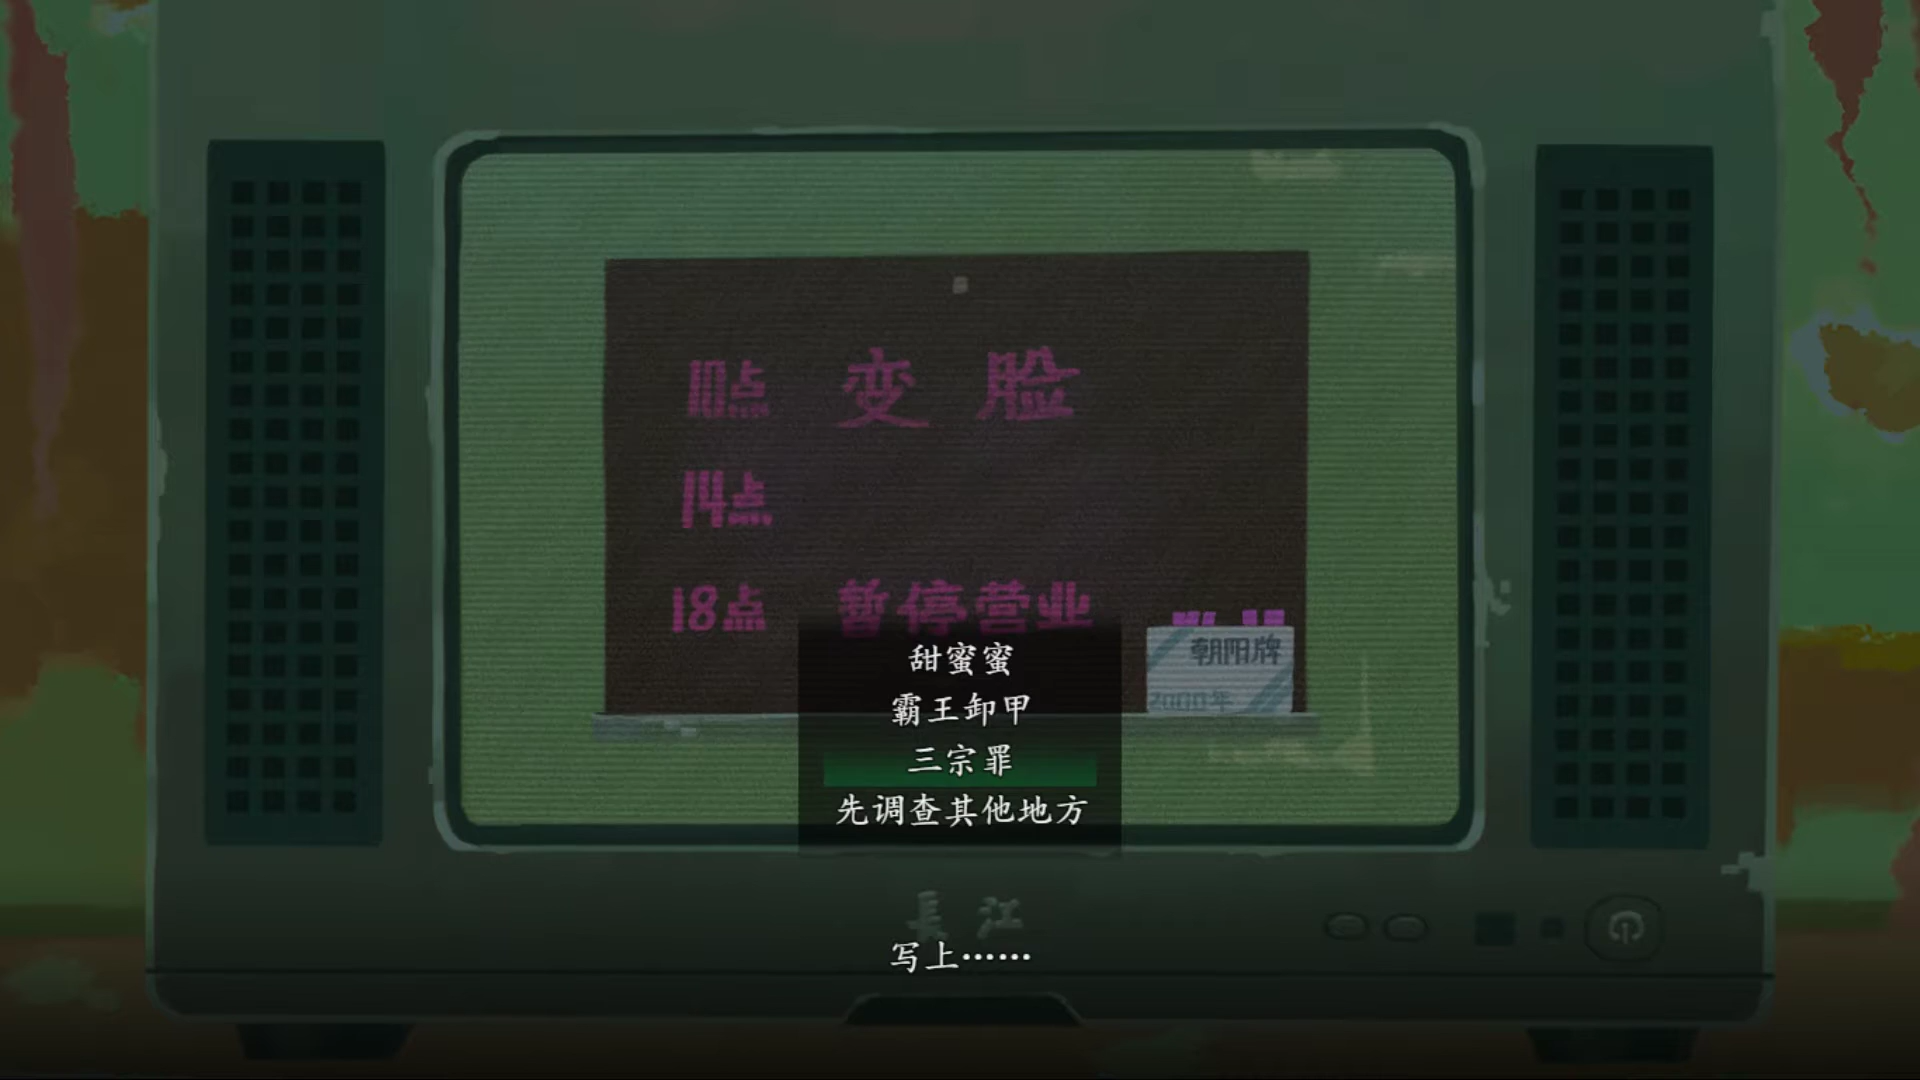 10点 变脸
14点
18点 暂停营业
朝阳牌
2000年
甜蜜蜜
霸王卸甲
三宗罪
先调查其他地方
長江
写上……